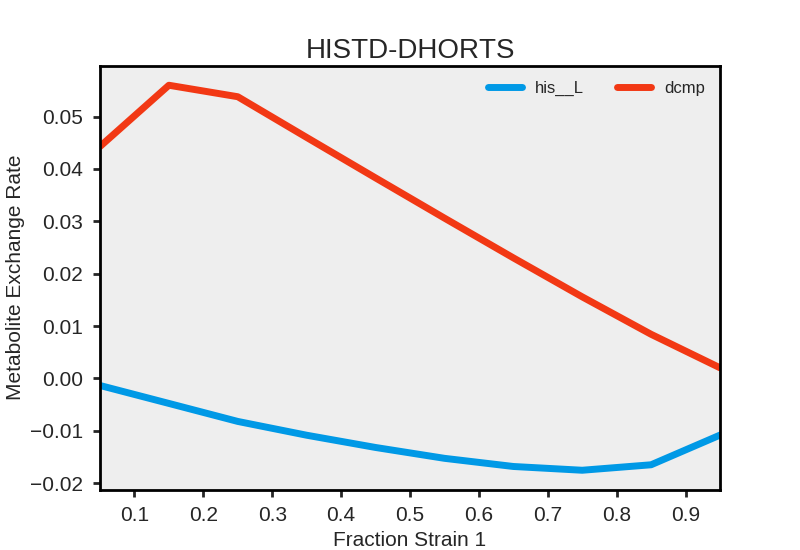 HISTD-DHORTS
his__L
dcmp
Metabolite Exchange Rate
0.05
0.04
0.03
0.02
0.01
0.00
−0.01
−0.02
0.1 0.2 0.3 0.4 0.5 0.6 0.7 0.8 0.9
Fraction Strain 1